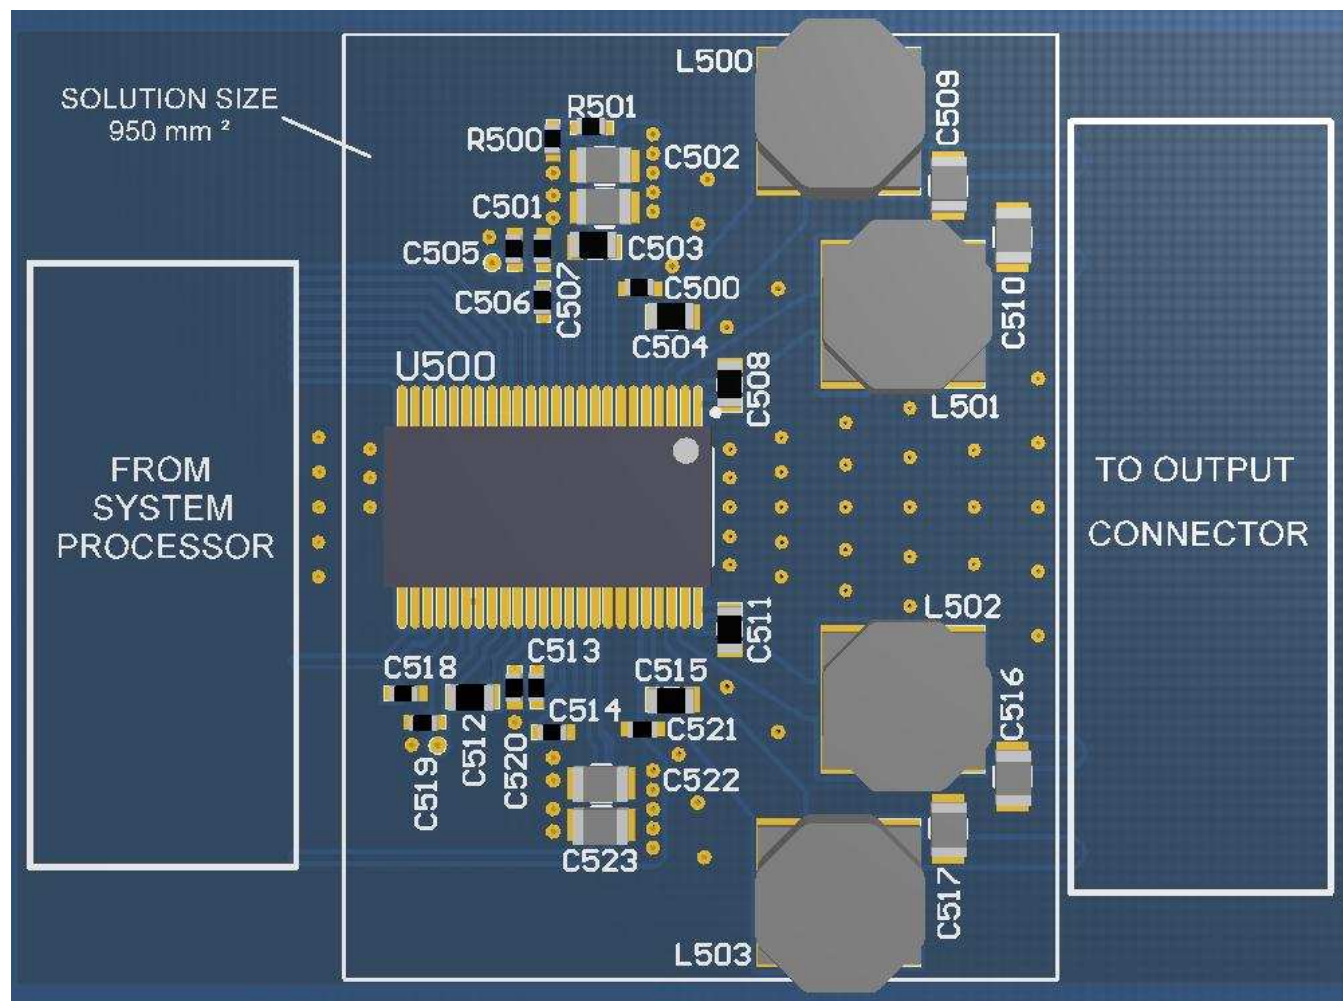 L500
SOLUTION SIZE
950 mm ²
R501
R500
C502
C509
C501
C505
C503
C506
C507
C500
C510
C504
U500
C508
L501
FROM
SYSTEM
PROCESSOR
TO OUTPUT
CONNECTOR
L502
C511
C513
C518
C515
C516
C514
C521
C512
C520
C519
C522
C523
C517
L503